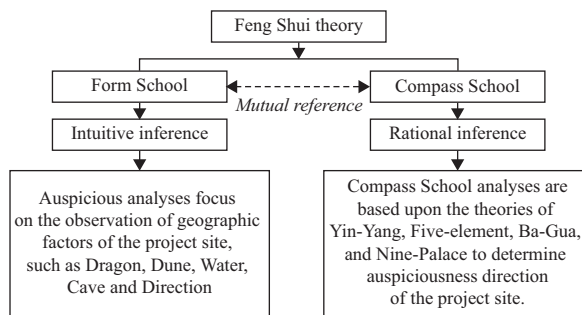 Feng Shui theory
Form School
Compass School
Mutual reference
Intuitive inference
Rational inference
Auspicious analyses focus
on the observation of geographic
factors of the project site,
such as Dragon, Dune, Water,
Cave and Direction
Compass School analyses are
based upon the theories of
Yin-Yang, Five-element, Ba-Gua,
and Nine-Palace to determine
auspiciousness direction
of the project site.